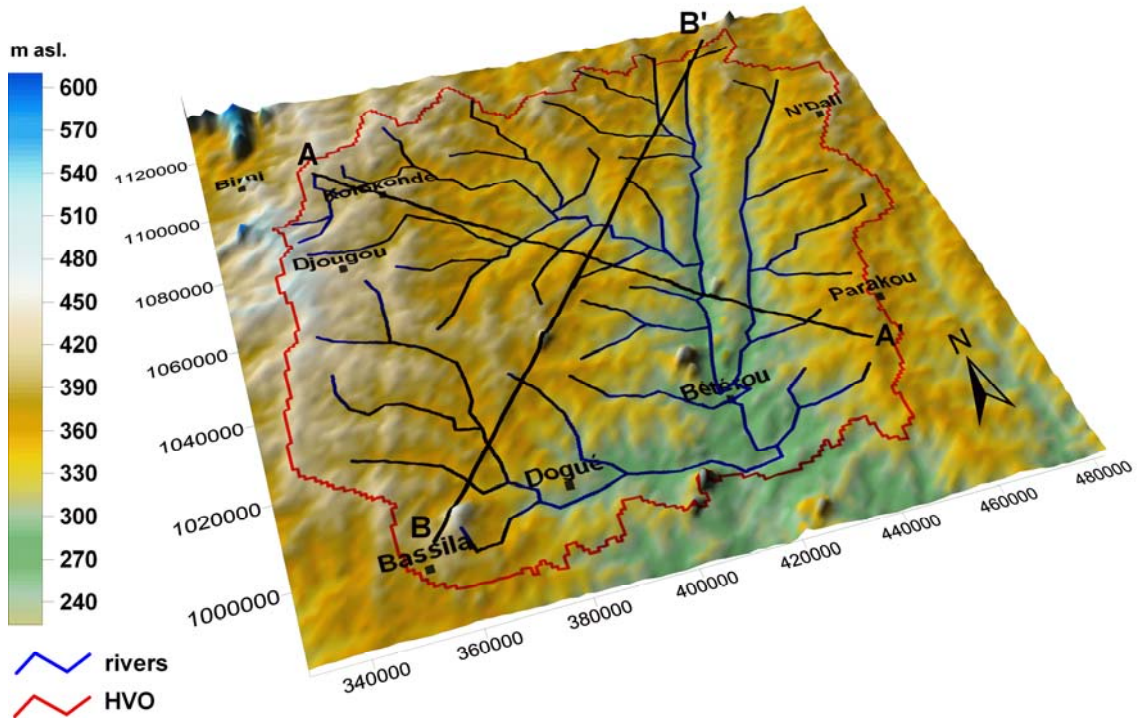 B'
m asl.
600
570
540
510
480
450
420
390
360
330
300
270
240
N'Dali
1120000
A
Birni
Kolokonde
1100000
Djougou
1080000
Parakou
A'
N
1060000
Bétérou
1040000
Dogué
1020000
B
Bassila
1000000
480000
460000
440000
420000
400000
380000
360000
340000
rivers
HVO